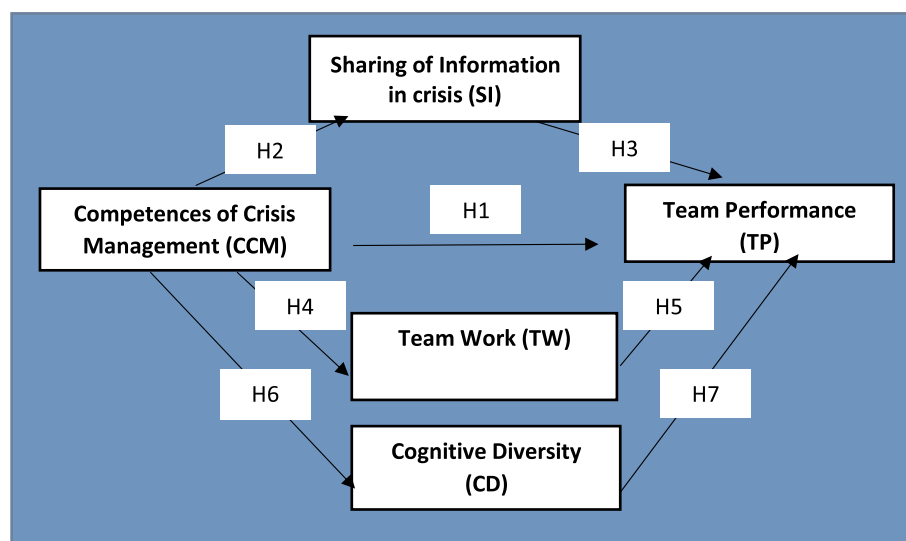 Sharing of Information
in crisis (SI)
H2
H3
Competences of Crisis
Management (CCM)
H1
Team Performance
(TP)
H4
H5
Team Work (TW)
H6
H7
Cognitive Diversity
(CD)